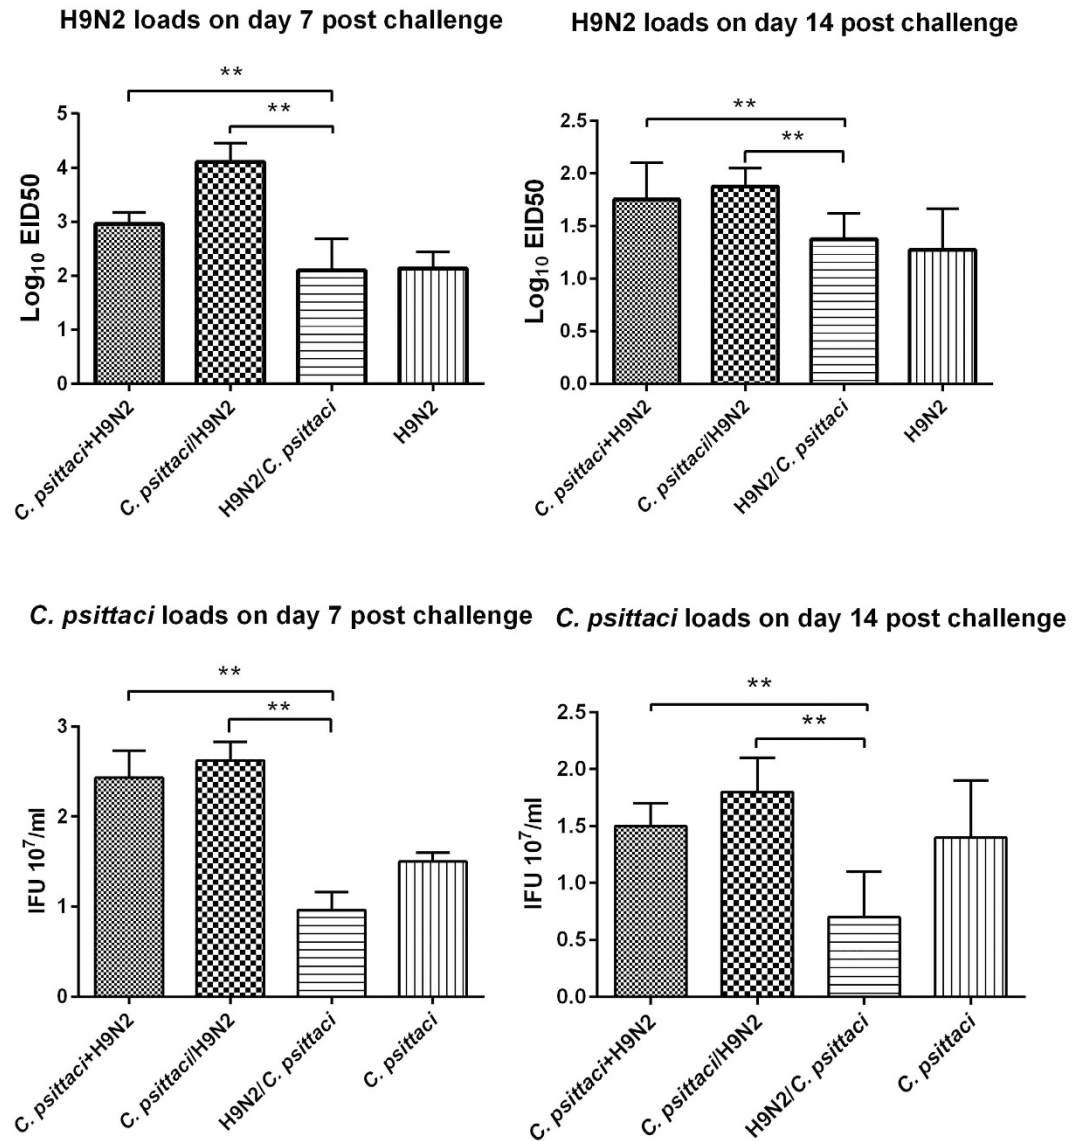 H9N2 loads on day 7 post challenge
**
**
5
4
3
2
1
0
Log10 EID50
C. psittaci+H9N2
C. psittaci/H9N2
H9N2/C. psittaci
H9N2
H9N2 loads on day 14 post challenge
**
**
2.5
2.0
1.5
1.0
0.5
0.0
Log10 EID50
C. psittaci+H9N2
C. psittaci/H9N2
H9N2/C. psittaci
H9N2
C. psittaci loads on day 7 post challenge
**
**
3
2
1
0
IFU 10^7/ml
C. psittaci+H9N2
C. psittaci/H9N2
H9N2/C. psittaci
C. psittaci
C. psittaci loads on day 14 post challenge
**
**
2.5
2.0
1.5
1.0
0.5
0.0
IFU 10^7/ml
C. psittaci+H9N2
C. psittaci/H9N2
H9N2/C. psittaci
C. psittaci